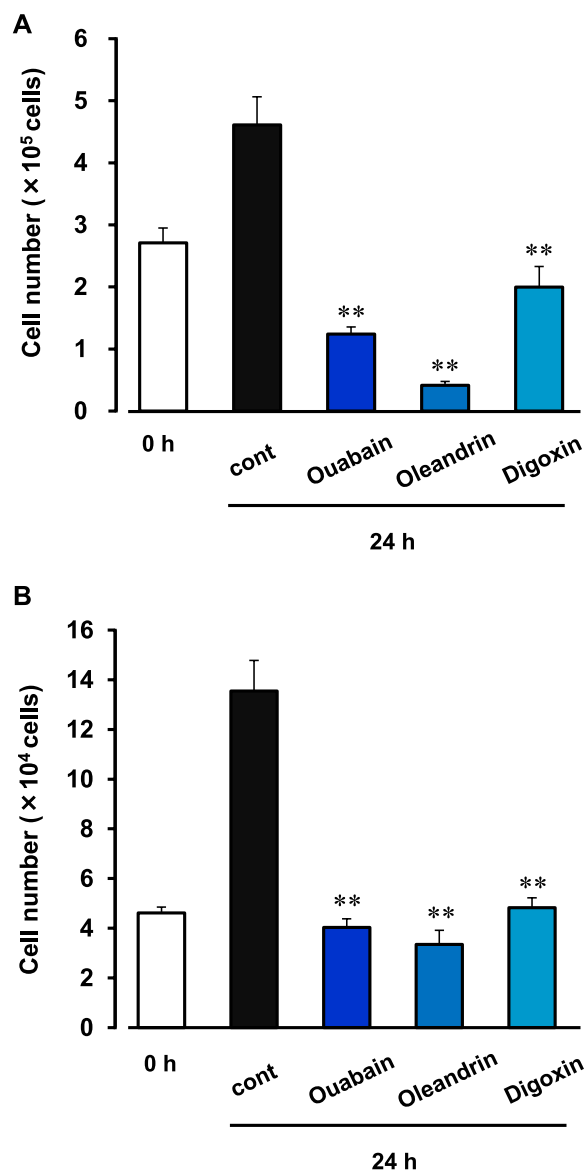 A
Cell number (×10⁵ cells)
6
5
4
3
2
1
0
**
**
**
0 h
cont
Ouabain
Oleandrin
Digoxin
24 h
B
Cell number (×10⁴ cells)
16
14
12
10
8
6
4
2
0
**
**
**
0 h
cont
Ouabain
Oleandrin
Digoxin
24 h